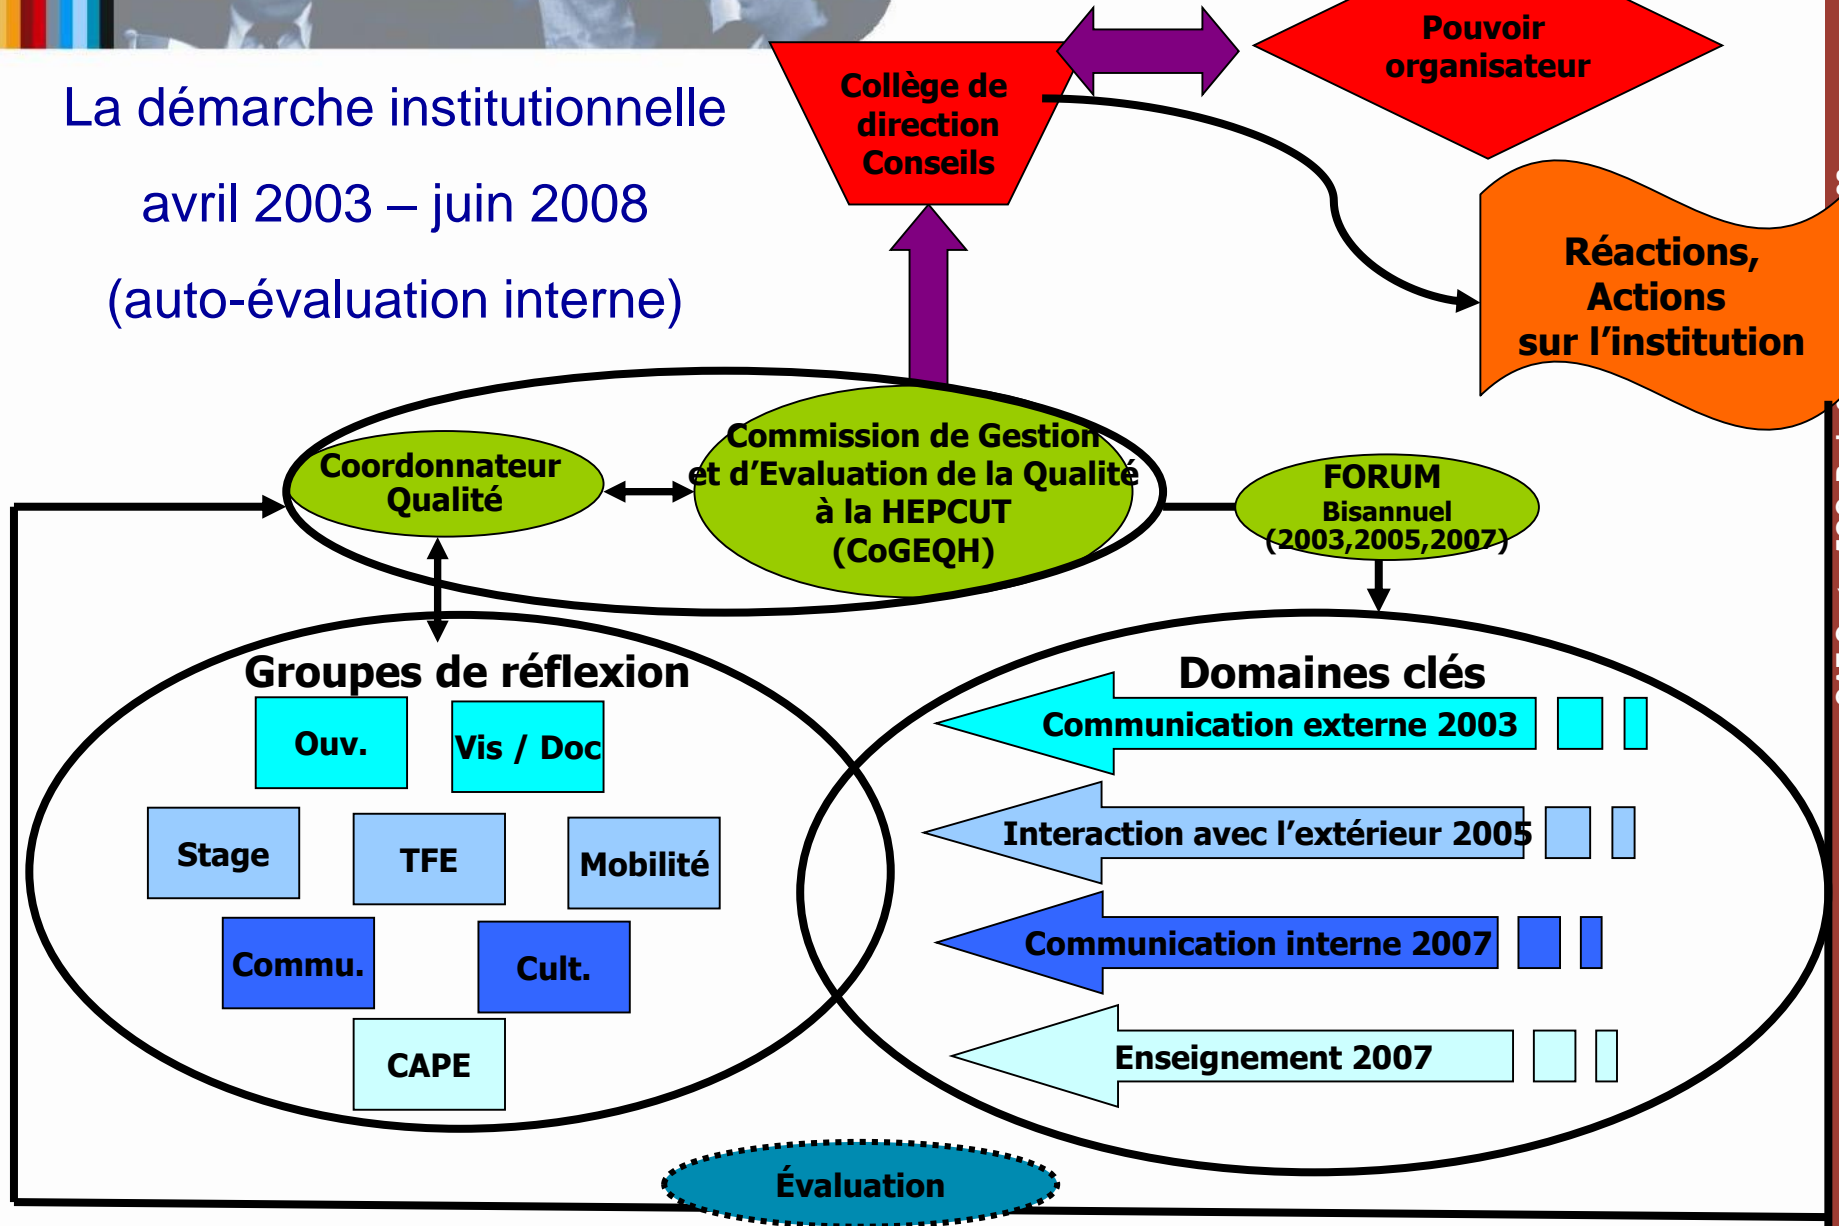 La démarche institutionnelle
avril 2003 – juin 2008
(auto-évaluation interne)
Collège de
direction
Conseils
Pouvoir
organisateur
Réactions,
Actions
sur l’institution
Coordonnateur
Qualité
Commission de Gestion
et d’Evaluation de la Qualité
à la HEPCUT
(CoGEQH)
FORUM
Bisannuel
(2003,2005,2007)
Groupes de réflexion
Ouv.
Vis / Doc
Stage
TFE
Mobilité
Commu.
Cult.
CAPE
Domaines clés
Communication externe 2003
Interaction avec l’extérieur 2005
Communication interne 2007
Enseignement 2007
Évaluation